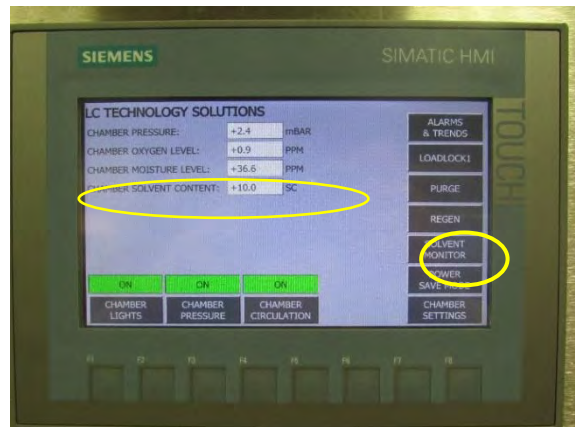 SIEMENS
SIMATIC HMI
TOUCH
LC TECHNOLOGY SOLUTIONS
CHAMBER PRESSURE: +2.4 mBAR
CHAMBER OXYGEN LEVEL: +0.9 PPM
CHAMBER MOISTURE LEVEL: +36.6 PPM
CHAMBER SOLVENT CONTENT: +10.0 SC
ALARMS
& TRENDS
LOADLOCK1
PURGE
REGEN
SOLVENT
MONITOR
POWER
SAVE MODE
CHAMBER
SETTINGS
ON ON ON
CHAMBER
LIGHTS
CHAMBER
PRESSURE
CHAMBER
CIRCULATION
F1 F2 F3 F4 F5 F6 F7 F8